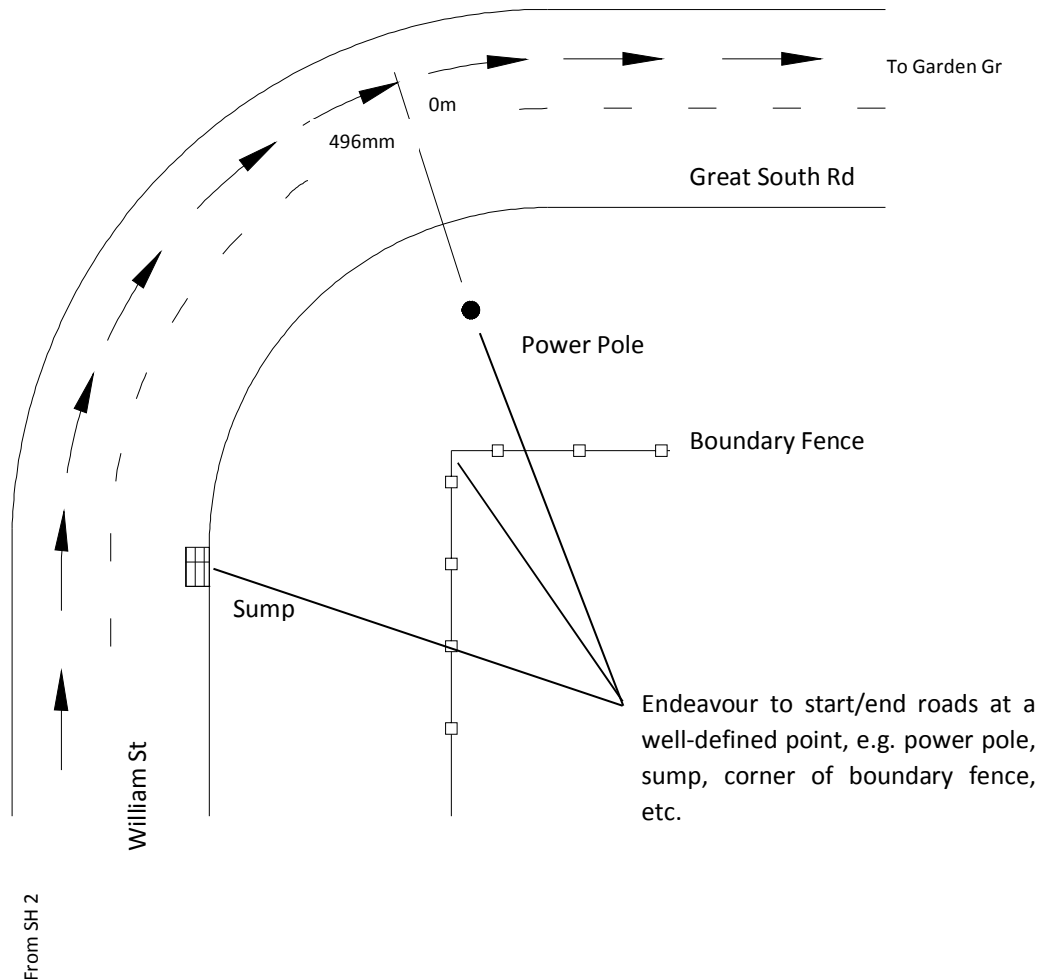 To Garden Gr
0m
496mm
Great South Rd
Power Pole
Boundary Fence
Sump
Endeavour to start/end roads at a
well-defined point, e.g. power pole,
sump, corner of boundary fence,
etc.
William St
From SH 2